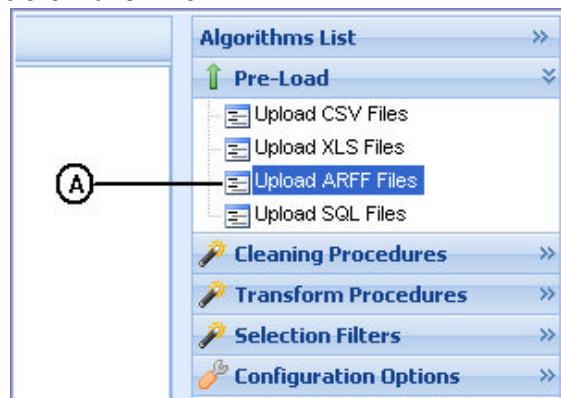 Algorithms List
Pre-Load
Upload CSV Files
Upload XLS Files
A
Upload ARFF Files
Upload SQL Files
Cleaning Procedures
Transform Procedures
Selection Filters
Configuration Options